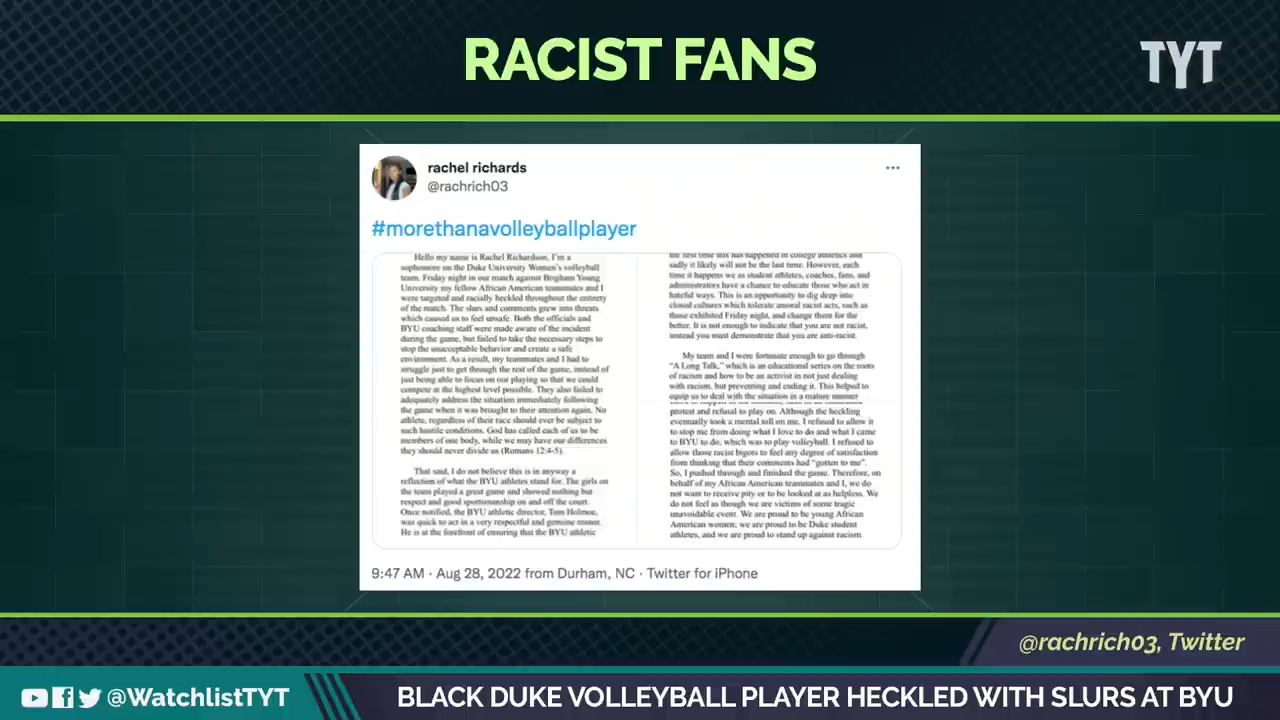 RACIST FANS
TYT
rachel richards
@rachrich03
#morethanavolleyballplayer
Hello my name is Rachel Richardson, I'm a
sophomore on the Duke University Women's volleyball
team. Friday night in our match against Brigham Young
University my fellow African American teammates and I
were targeted and racially heckled throughout the entirety
of the match. The slurs and comments grew into threats
which caused us to feel unsafe. Both the officials and
BYU coaching staff were made aware of the incident
during the game, but failed to take the necessary steps to
stop the unacceptable behavior and create a safe
environment. As a result, my teammates and I had to
struggle just to get through the rest of the game, instead of
just being able to focus on our playing so that we could
compete at the highest level possible. They also failed to
adequately address the situation immediately following
the game when it was brought to their attention again. No
athlete, regardless of their race should ever be subject to
such hostile conditions. God has called each of us to be
members of one body, while we may have our differences
they should never divide us (Romans 12:4-5).
That said, I do not believe this is in anyway a
reflection of what the BYU athletes stand for. The girls on
the team played a great game and showed nothing but
respect and good sportsmanship on and off the court.
Once notified, the BYU athletic director, Tom Holmoe,
was quick to act in a very respectful and genuine manor.
He is at the forefront of ensuring that the BYU athletic
the first time this has happened in college athletics and
sadly it likely will not be the last time. However, each
time it happens we as student athletes, coaches, fans, and
administrators have a chance to educate those who act in
hateful ways. This is an opportunity to dig deep into
closed cultures which tolerate amoral racist acts, such as
those exhibited Friday night, and change them for the
better. It is not enough to indicate that you are not racist,
instead you must demonstrate that you are anti-racist.
My team and I were fortunate enough to go through
"A Long Talk," which is an educational series on the roots
of racism and how to be an activist in not just dealing
with racism, but preventing and ending it. This helped to
equip us to deal with the situation in a mature manner
protest and refusal to play on. Although the heckling
eventually took a mental toll on me, I refused to allow it
to stop me from doing what I love to do and what I came
to BYU to do, which was to play volleyball. I refused to
allow those racist bigots to feel any degree of satisfaction
from thinking that their comments had "gotten to me".
So, I pushed through and finished the game. Therefore, on
behalf of my African American teammates and I, we do
not want to receive pity or to be looked at as helpless. We
do not feel as though we are victims of some tragic
unavoidable event. We are proud to be young African
American women; we are proud to be Duke student
athletes, and we are proud to stand up against racism.
9:47 AM · Aug 28, 2022 from Durham, NC · Twitter for iPhone
@rachrich03, Twitter
@WatchlistTYT
BLACK DUKE VOLLEYBALL PLAYER HECKLED WITH SLURS AT BYU